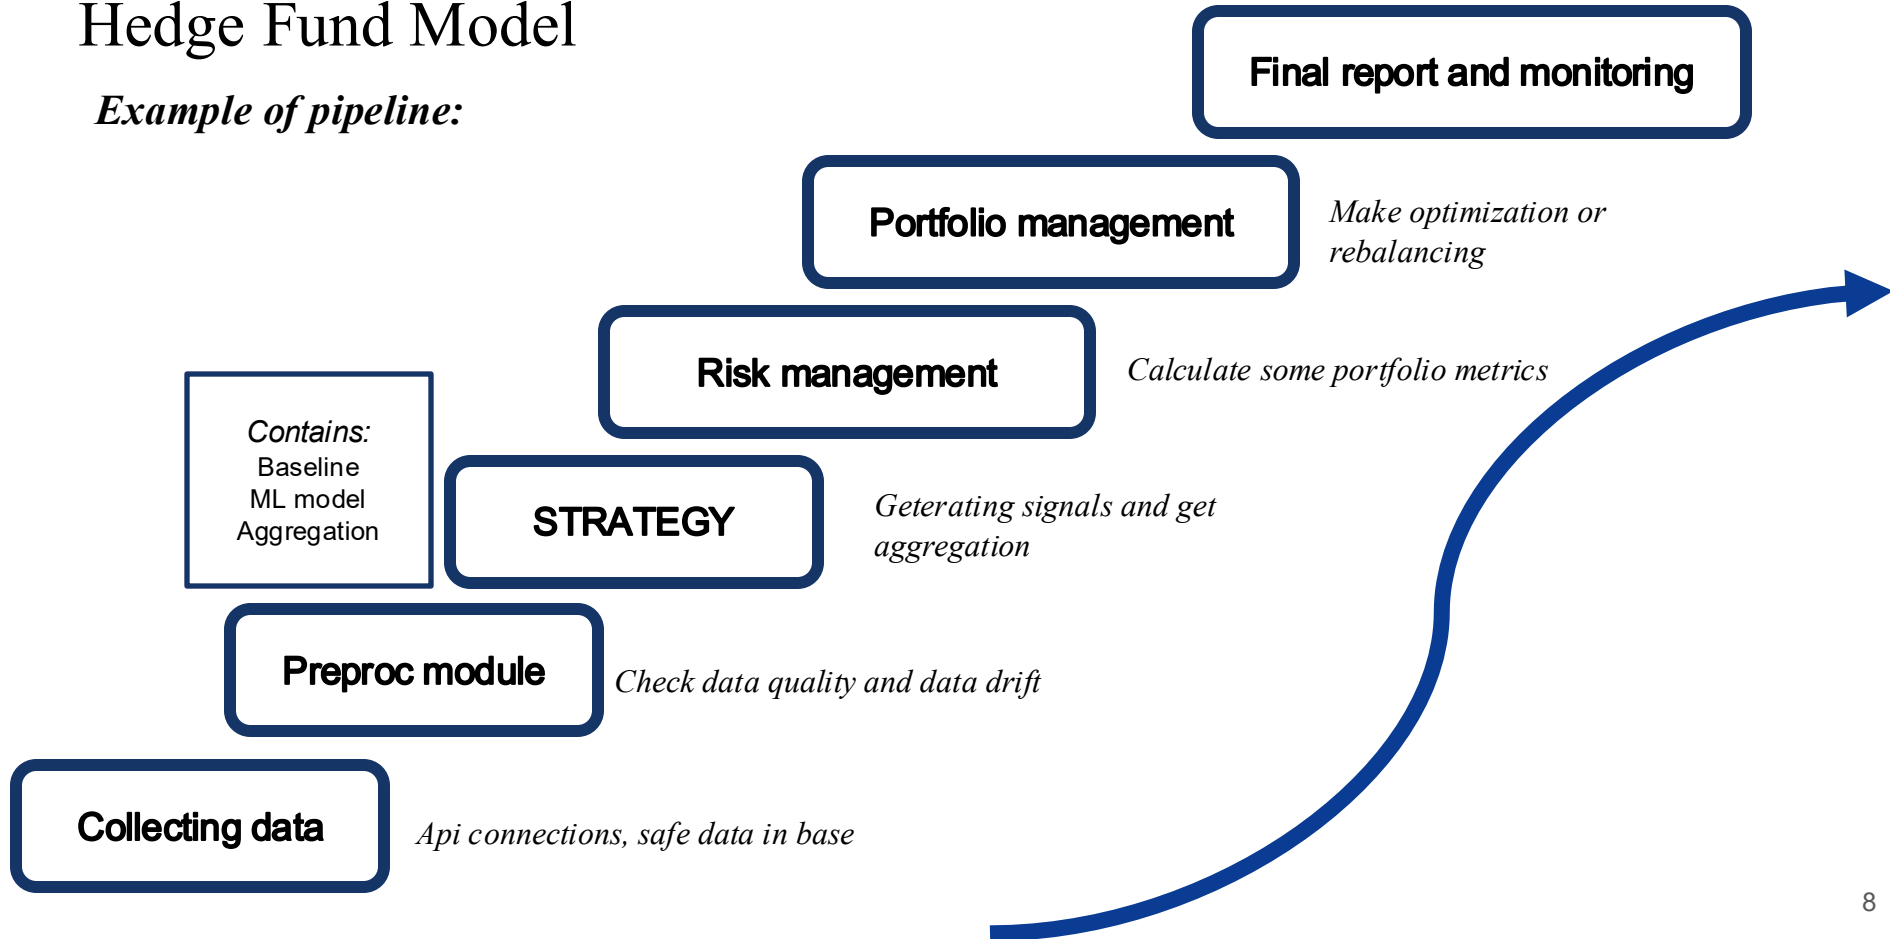 Hedge Fund Model
Example of pipeline:
Final report and monitoring
Portfolio management
Make optimization or
rebalancing
Risk management
Calculate some portfolio metrics
Contains:
Baseline
ML model
Aggregation
STRATEGY
Geterating signals and get
aggregation
Preproc module
Check data quality and data drift
Collecting data
Api connections, safe data in base
8